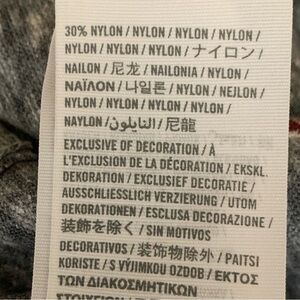 30% NYLON / NYLON / NYLON /
NYLON / NYLON / NYLON / ナイロン /
NAILON / 尼龙 / NAILONIA / NYLON /
ΝΑΪΛΟΝ / 나일론 / NYLON / NEJLON /
NYLON / NYLON / NYLON / NYLON /
NAYLON / النايلون / 尼龍
EXCLUSIVE OF DECORATION / À
L'EXCLUSION DE LA DÉCORATION / EKSKL.
DEKORATION / EXCLUSIEF DECORATIE /
AUSSCHLIESSLICH VERZIERUNG / UTOM
DEKORATIONEN / ESCLUSA DECORAZIONE /
装飾を除く / SIN MOTIVOS
DECORATIVOS / 装饰物除外 / PAITSI
KORISTE / S VÝJIMKOU OZDOB / ΕΚΤΟΣ
ΤΩΝ ΔΙΑΚΟΣΜΗΤΙΚΩΝ
ΣΤΟΙΧΕΙΩΝ /